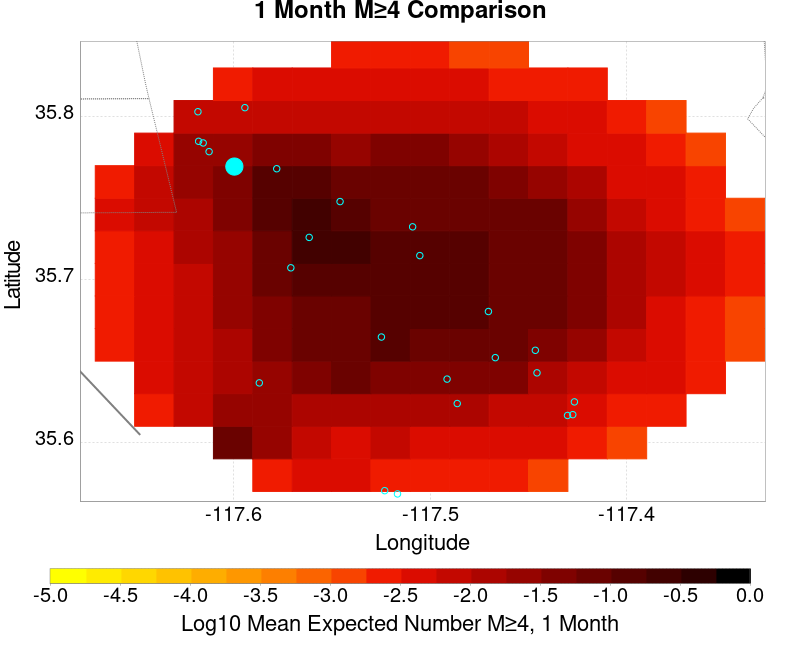 1 Month M≥4 Comparison
35.8
35.7
35.6
Latitude
-117.6 -117.5 -117.4
Longitude
-5.0 -4.5 -4.0 -3.5 -3.0 -2.5 -2.0 -1.5 -1.0 -0.5 0.0
Log10 Mean Expected Number M≥4, 1 Month